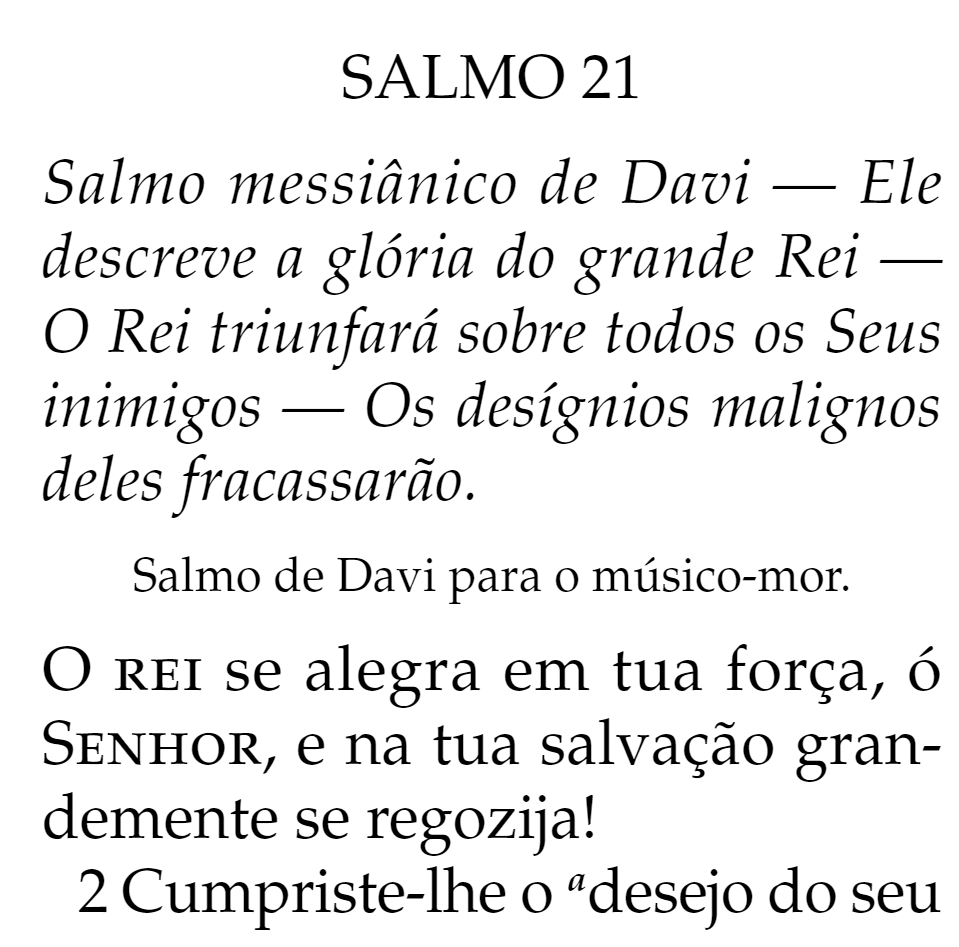 SALMO 21
Salmo messiânico de Davi — Ele
descreve a glória do grande Rei —
O Rei triunfará sobre todos os Seus
inimigos — Os desígnios malignos
deles fracassarão.
Salmo de Davi para o músico-mor.
O REI se alegra em tua força, ó
SENHOR, e na tua salvação gran-
demente se regozija!
2 Cumpriste-lhe o ᵃdesejo do seu